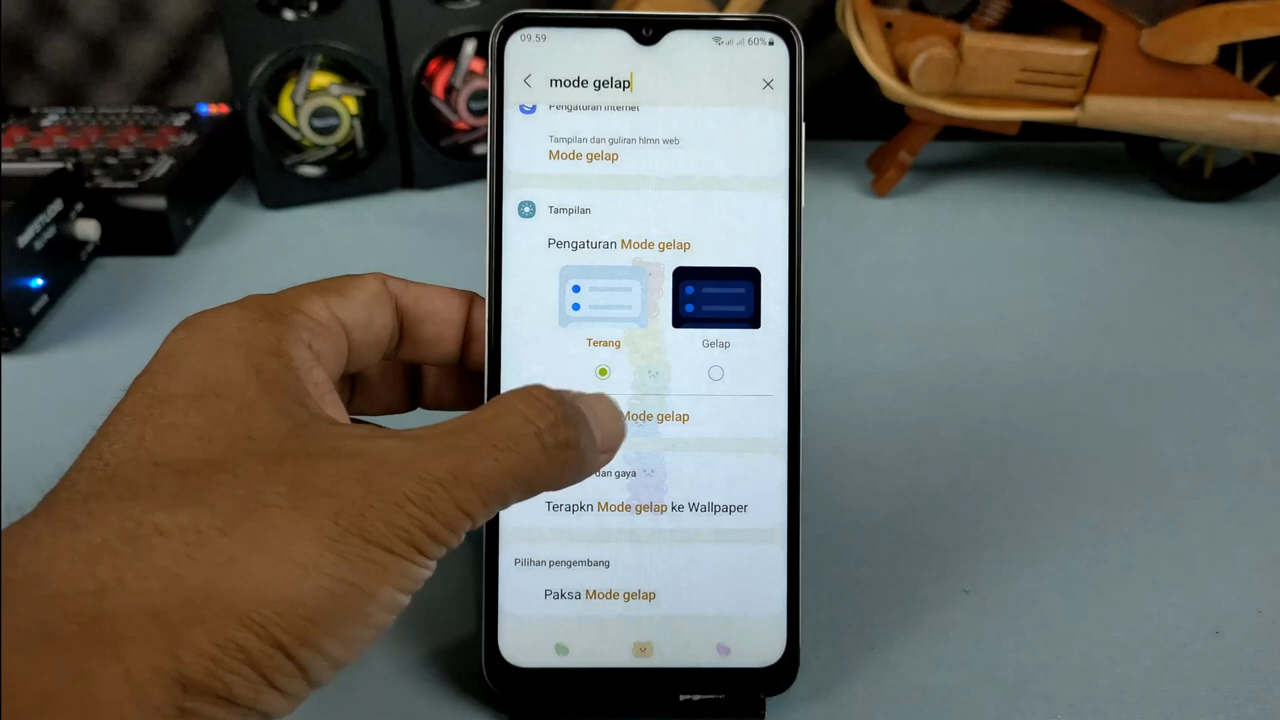 09.59
60%
mode gelap
Pengaturan Internet
Tampilan dan guliran hlmn web
Mode gelap
Tampilan
Pengaturan Mode gelap
Terang
Gelap
Mode gelap
dan gaya
Terapkn Mode gelap ke Wallpaper
Pilihan pengembang
Paksa Mode gelap